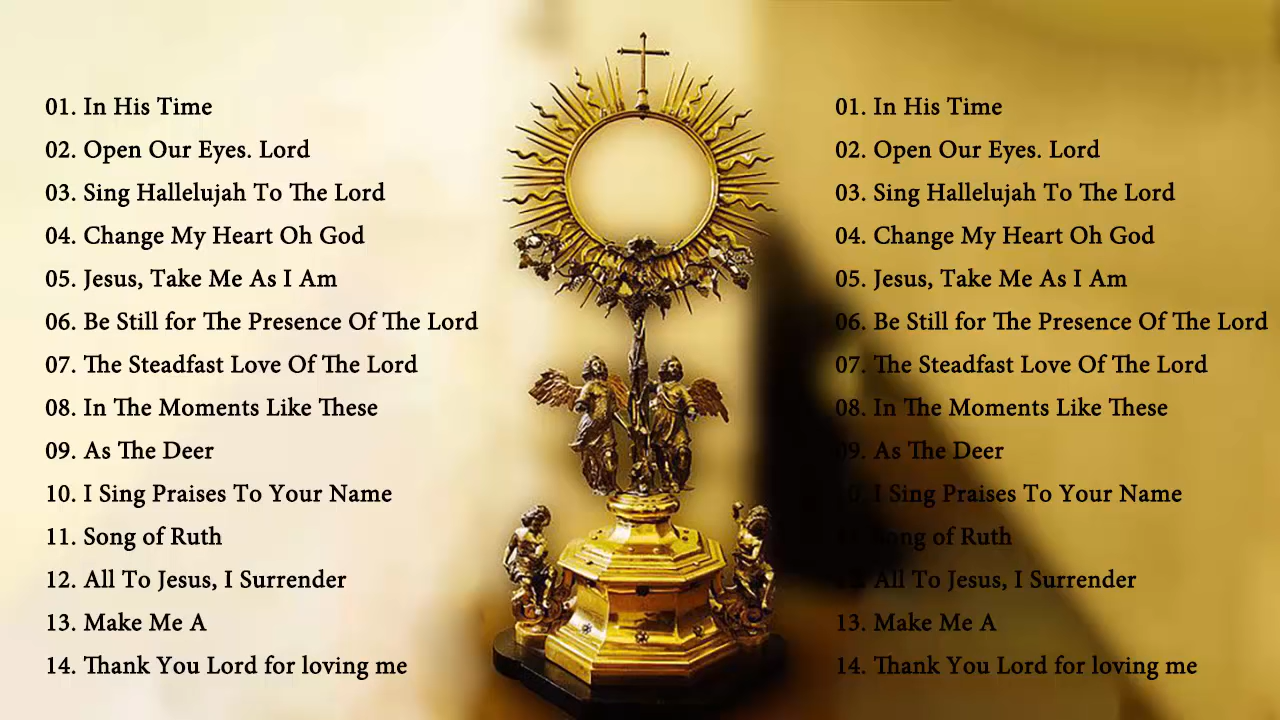 01. In His Time
02. Open Our Eyes. Lord
03. Sing Hallelujah To The Lord
04. Change My Heart Oh God
05. Jesus, Take Me As I Am
06. Be Still for The Presence Of The Lord
07. The Steadfast Love Of The Lord
08. In The Moments Like These
09. As The Deer
10. I Sing Praises To Your Name
11. Song of Ruth
12. All To Jesus, I Surrender
13. Make Me A
14. Thank You Lord for loving me
01. In His Time
02. Open Our Eyes. Lord
03. Sing Hallelujah To The Lord
04. Change My Heart Oh God
05. Jesus, Take Me As I Am
06. Be Still for The Presence Of The Lord
07. The Steadfast Love Of The Lord
08. In The Moments Like These
09. As The Deer
10. I Sing Praises To Your Name
11. Song of Ruth
12. All To Jesus, I Surrender
13. Make Me A
14. Thank You Lord for loving me